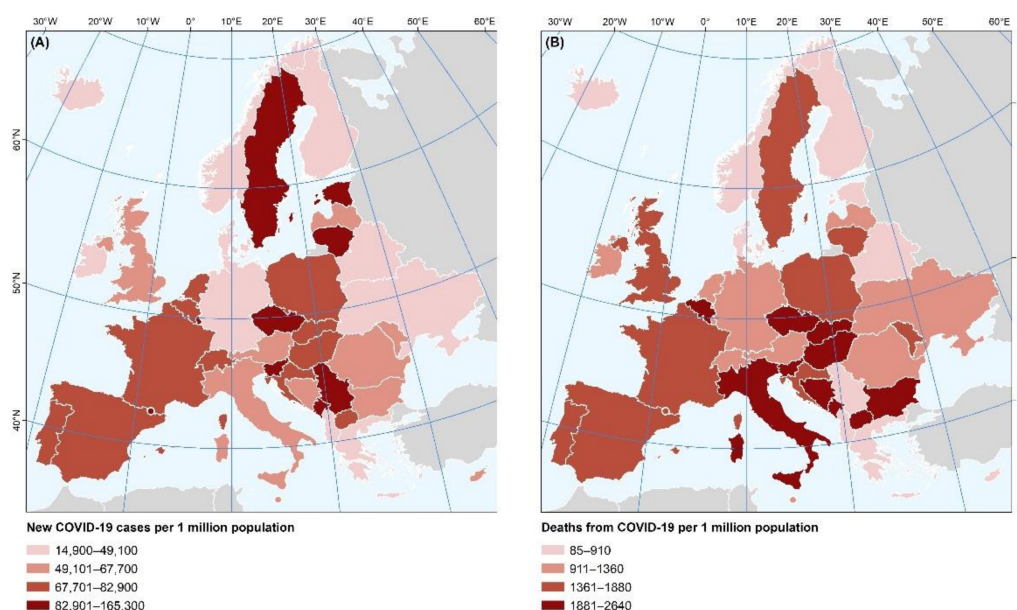 30°W 20°W 10°W 0° 10°E 20°E 30°E 40°E 50°E 60°E
(A)
60°N
50°N
40°N
New COVID-19 cases per 1 million population
14,900–49,100
49,101–67,700
67,701–82,900
82,901–165,300
30°W 20°W 10°W 0° 10°E 20°E 30°E 40°E 50°E 60°E
(B)
Deaths from COVID-19 per 1 million population
85–910
911–1360
1361–1880
1881–2640